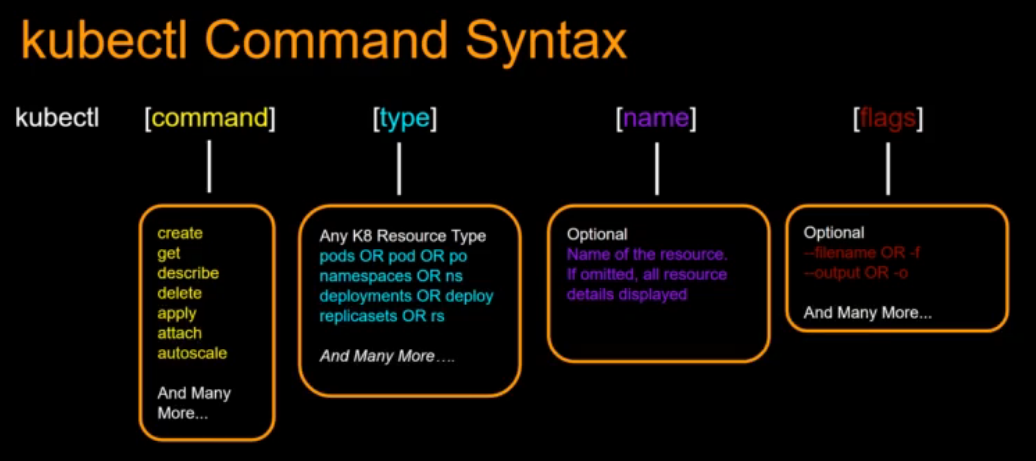 kubectl Command Syntax
kubectl [command] [type] [name] [flags]
create
get
describe
delete
apply
attach
autoscale
And Many
More...
Any K8 Resource Type
pods OR pod OR po
namespaces OR ns
deployments OR deploy
replicasets OR rs
And Many More....
Optional
Name of the resource.
If omitted, all resource
details displayed
Optional
--filename OR -f
--output OR -o
And Many More...